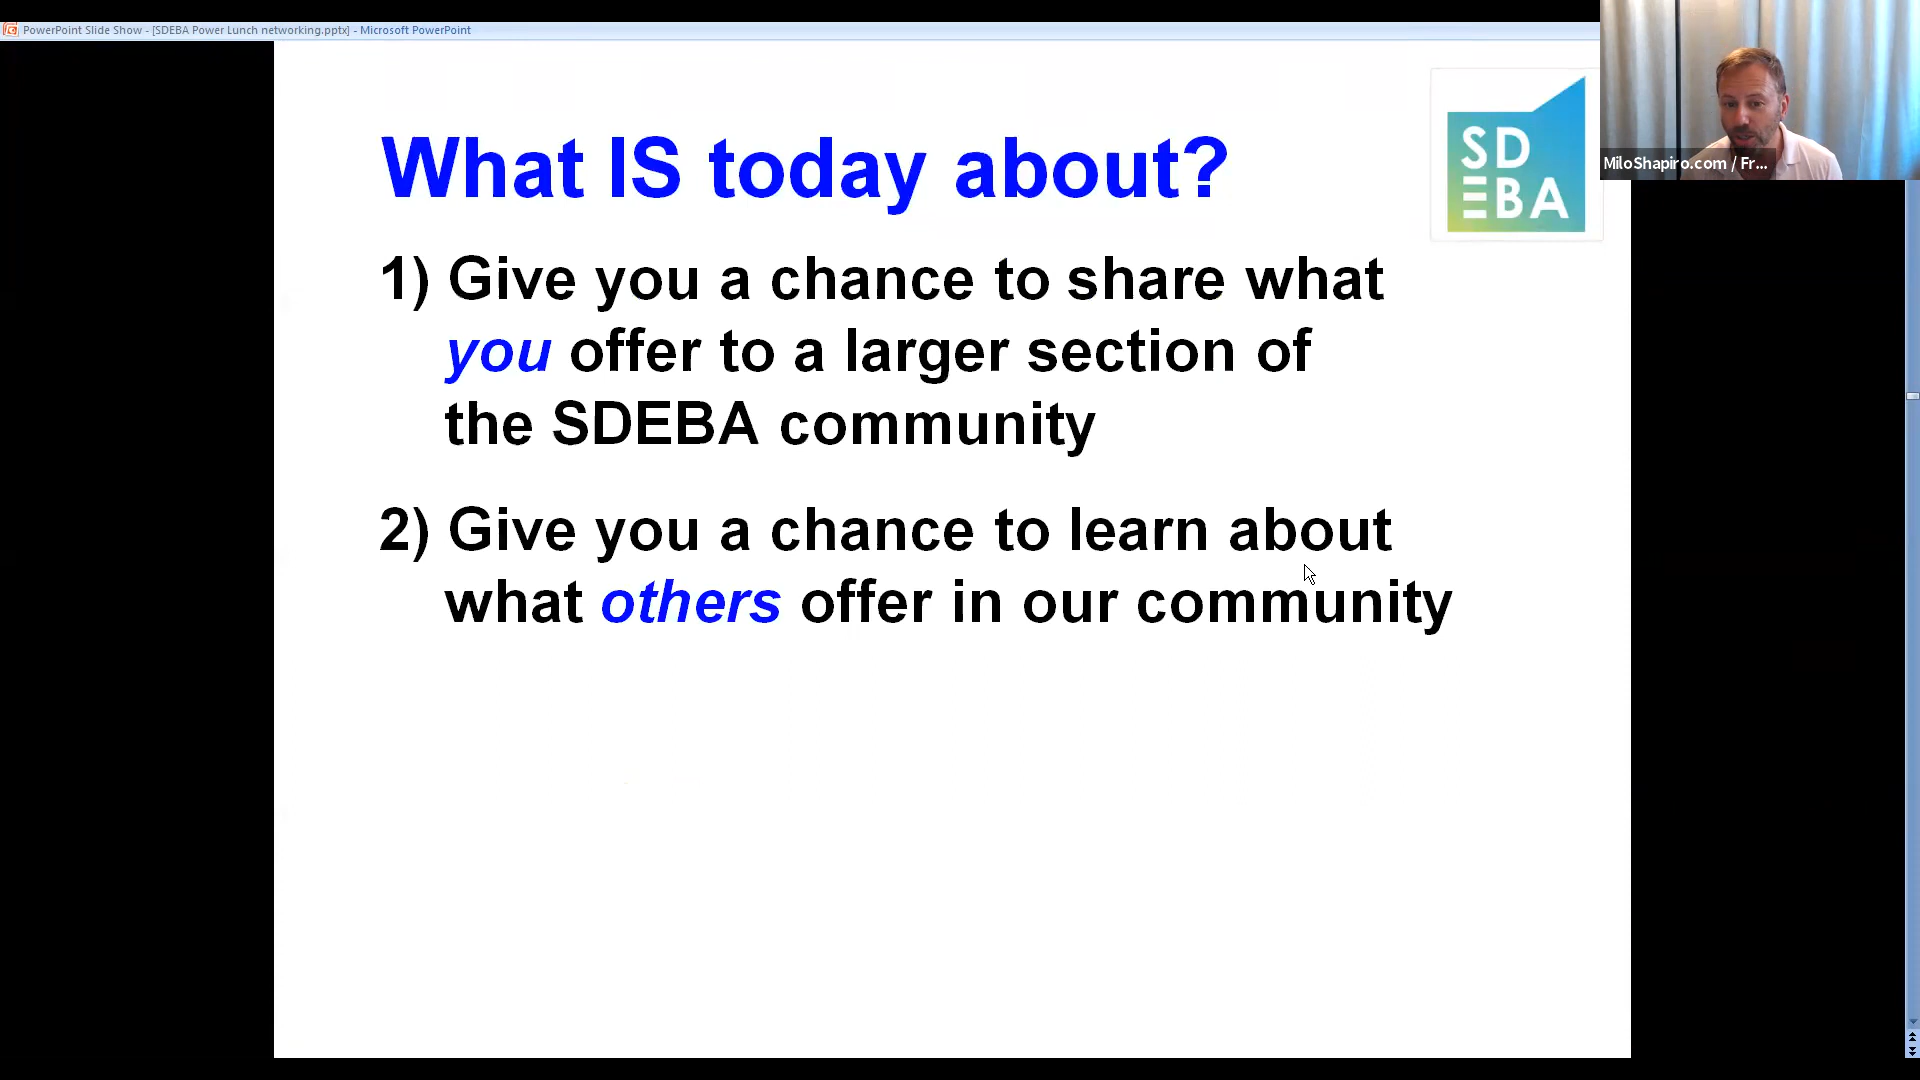 PowerPoint Slide Show - [SDEBA Power Lunch networking.pptx] - Microsoft PowerPoint
MiloShapiro.com / Fr...
SD
EBA
What IS today about?
1) Give you a chance to share what
you offer to a larger section of
the SDEBA community
2) Give you a chance to learn about
what others offer in our community